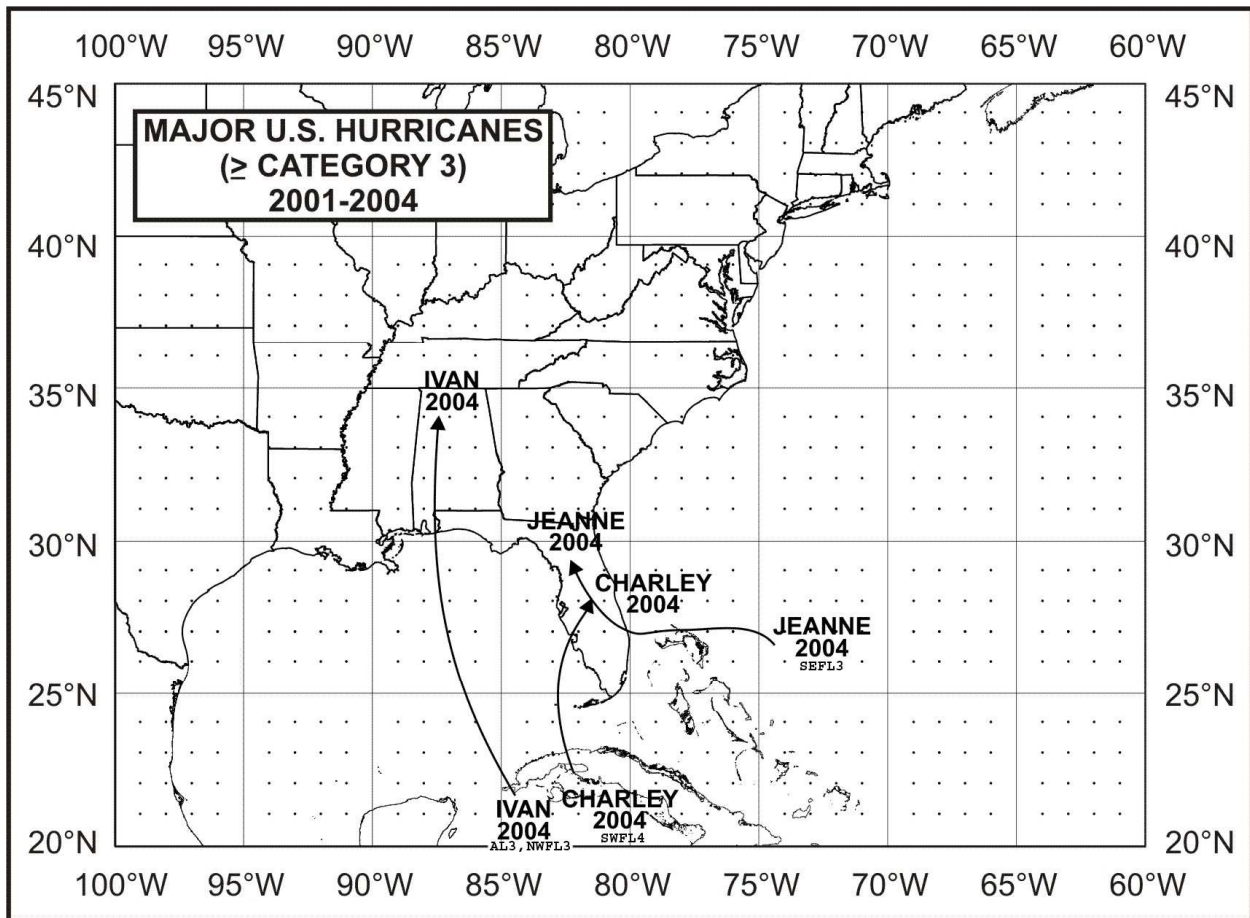 100°W 95°W 90°W 85°W 80°W 75°W 70°W 65°W 60°W
45°N 45°N
MAJOR U.S. HURRICANES
(≥ CATEGORY 3)
2001-2004
40°N 40°N
35°N 35°N
IVAN
2004
30°N 30°N
JEANNE
2004
CHARLEY
2004
JEANNE
2004
SEFL3
25°N 25°N
IVAN
2004
AL3,NWFL3
CHARLEY
2004
SWFL4
20°N 20°N
100°W 95°W 90°W 85°W 80°W 75°W 70°W 65°W 60°W